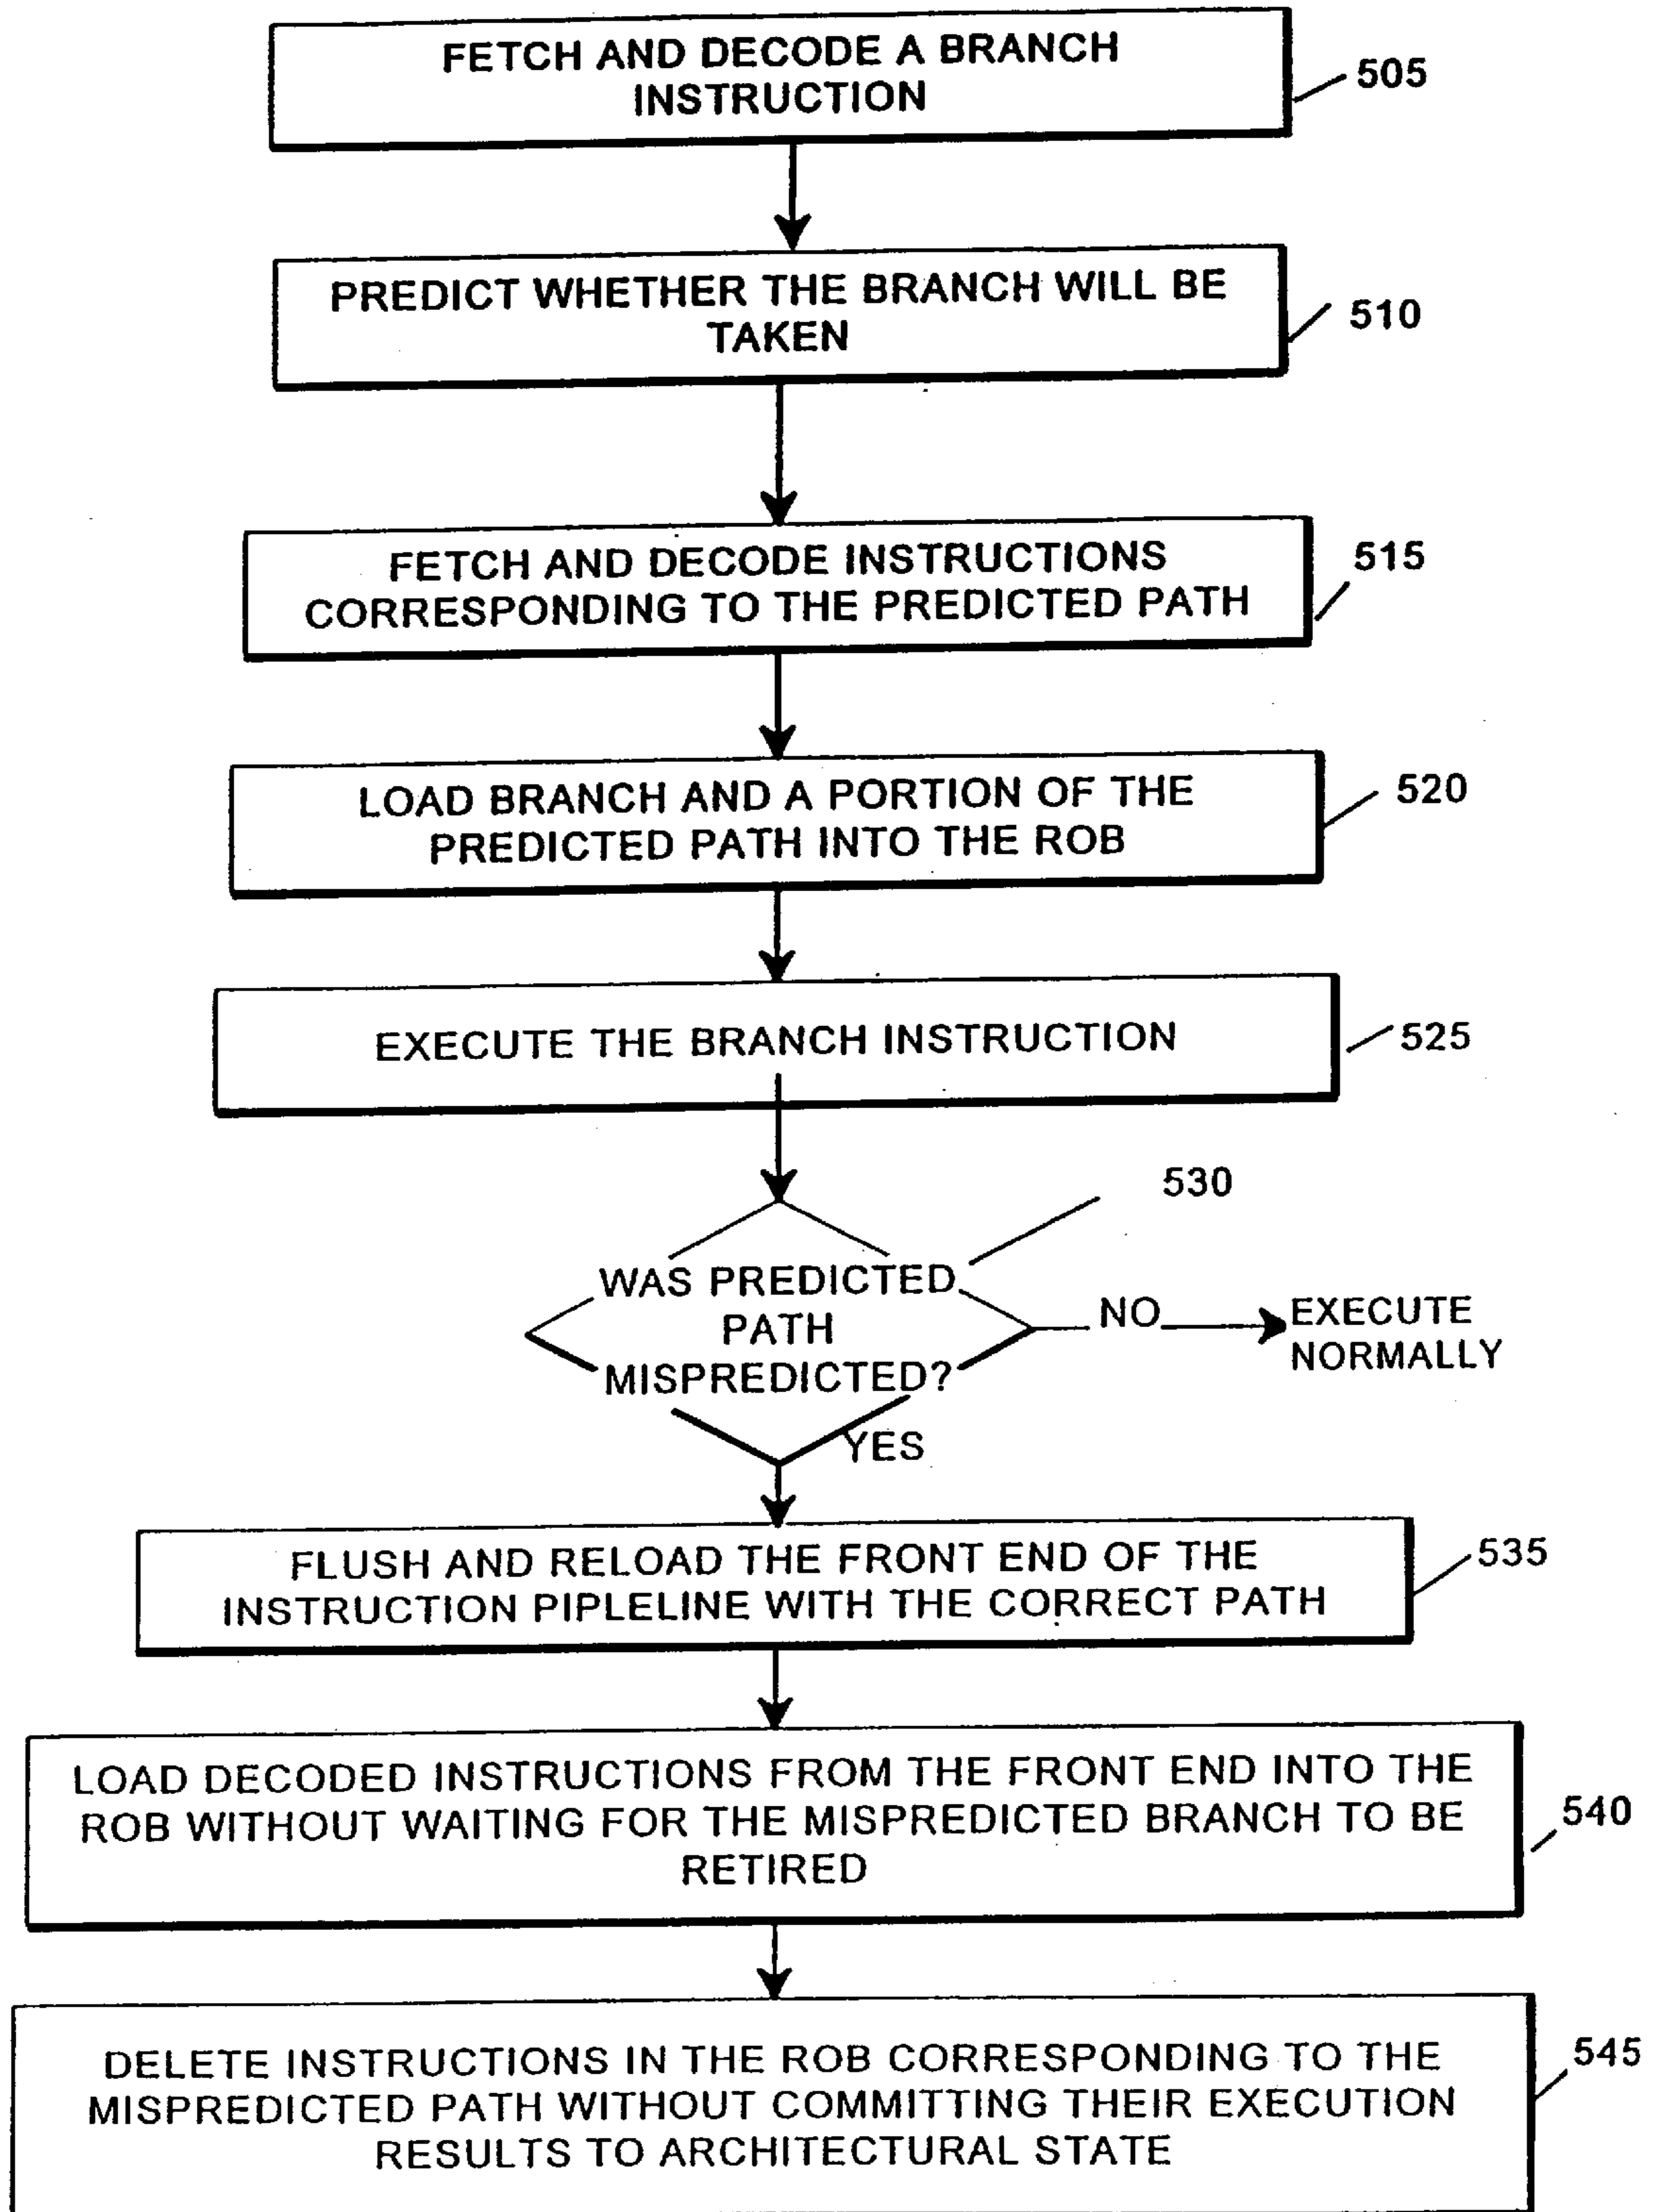 FETCH AND DECODE A BRANCH
INSTRUCTION
505
PREDICT WHETHER THE BRANCH WILL BE
TAKEN
510
FETCH AND DECODE INSTRUCTIONS
CORRESPONDING TO THE PREDICTED PATH
515
LOAD BRANCH AND A PORTION OF THE
PREDICTED PATH INTO THE ROB
520
EXECUTE THE BRANCH INSTRUCTION
525
530
WAS PREDICTED
PATH
MISPREDICTED?
NO
EXECUTE
NORMALLY
YES
FLUSH AND RELOAD THE FRONT END OF THE
INSTRUCTION PIPLELINE WITH THE CORRECT PATH
535
LOAD DECODED INSTRUCTIONS FROM THE FRONT END INTO THE
ROB WITHOUT WAITING FOR THE MISPREDICTED BRANCH TO BE
RETIRED
540
DELETE INSTRUCTIONS IN THE ROB CORRESPONDING TO THE
MISPREDICTED PATH WITHOUT COMMITTING THEIR EXECUTION
RESULTS TO ARCHITECTURAL STATE
545